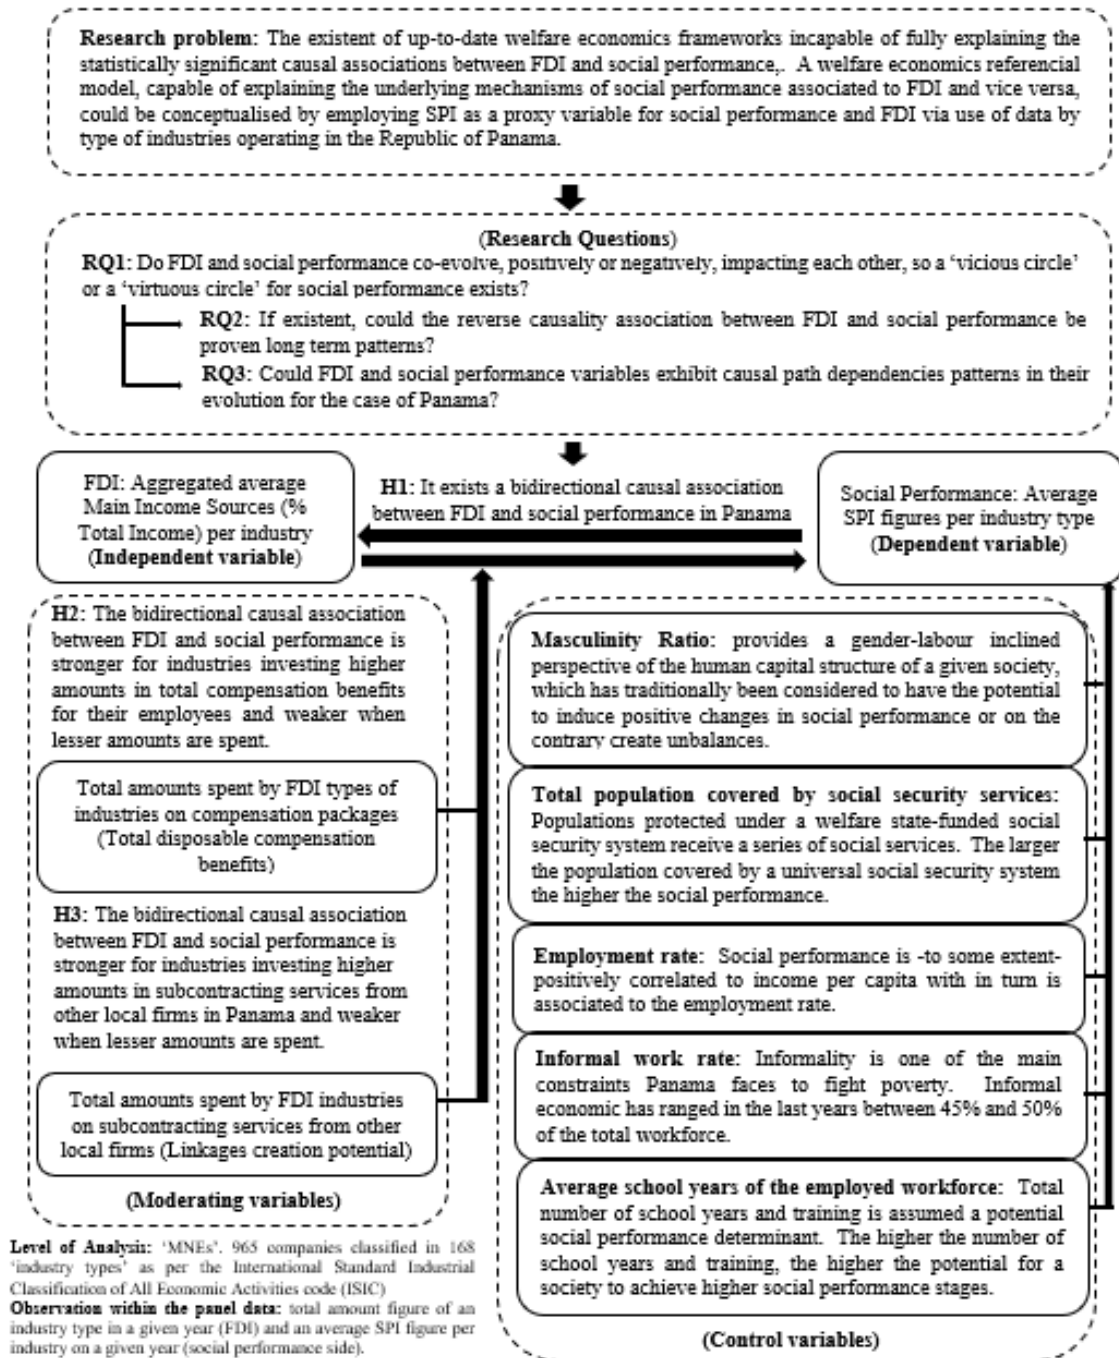 Research problem: The existent of up-to-date welfare economics frameworks incapable of fully explaining the
statistically significant causal associations between FDI and social performance,. A welfare economics referencial
model, capable of explaining the underlying mechanisms of social performance associated to FDI and vice versa,
could be conceptualised by employing SPI as a proxy variable for social performance and FDI via use of data by
type of industries operating in the Republic of Panama.
(Research Questions)
RQ1: Do FDI and social performance co-evolve, positively or negatively, impacting each other, so a ‘vicious circle’
or a ‘virtuous circle’ for social performance exists?
RQ2: If existent, could the reverse causality association between FDI and social performance be
proven long term patterns?
RQ3: Could FDI and social performance variables exhibit causal path dependencies patterns in their
evolution for the case of Panama?
FDI: Aggregated average
Main Income Sources (%
Total Income) per industry
(Independent variable)
H1: It exists a bidirectional causal association
between FDI and social performance in Panama
Social Performance: Average
SPI figures per industry type
(Dependent variable)
H2: The bidirectional causal association
between FDI and social performance is
stronger for industries investing higher
amounts in total compensation benefits
for their employees and weaker when
lesser amounts are spent.
Total amounts spent by FDI types of
industries on compensation packages
(Total disposable compensation
benefits)
H3: The bidirectional causal association
between FDI and social performance is
stronger for industries investing higher
amounts in subcontracting services from
other local firms in Panama and weaker
when lesser amounts are spent.
Total amounts spent by FDI industries
on subcontracting services from other
local firms (Linkages creation potential)
(Moderating variables)
Masculinity Ratio: provides a gender-labour inclined
perspective of the human capital structure of a given society,
which has traditionally been considered to have the potential
to induce positive changes in social performance or on the
contrary create unbalances.
Total population covered by social security services:
Populations protected under a welfare state-funded social
security system receive a series of social services. The larger
the population covered by a universal social security system
the higher the social performance.
Employment rate: Social performance is -to some extent-
positively correlated to income per capita with in turn is
associated to the employment rate.
Informal work rate: Informality is one of the main
constraints Panama faces to fight poverty. Informal
economic has ranged in the last years between 45% and 50%
of the total workforce.
Average school years of the employed workforce: Total
number of school years and training is assumed a potential
social performance determinant. The higher the number of
school years and training, the higher the potential for a
society to achieve higher social performance stages.
(Control variables)
Level of Analysis: ‘MNEs’. 965 companies classified in 168
‘industry types’ as per the International Standard Industrial
Classification of All Economic Activities code (ISIC)
Observation within the panel data: total amount figure of an
industry type in a given year (FDI) and an average SPI figure per
industry on a given year (social performance side).